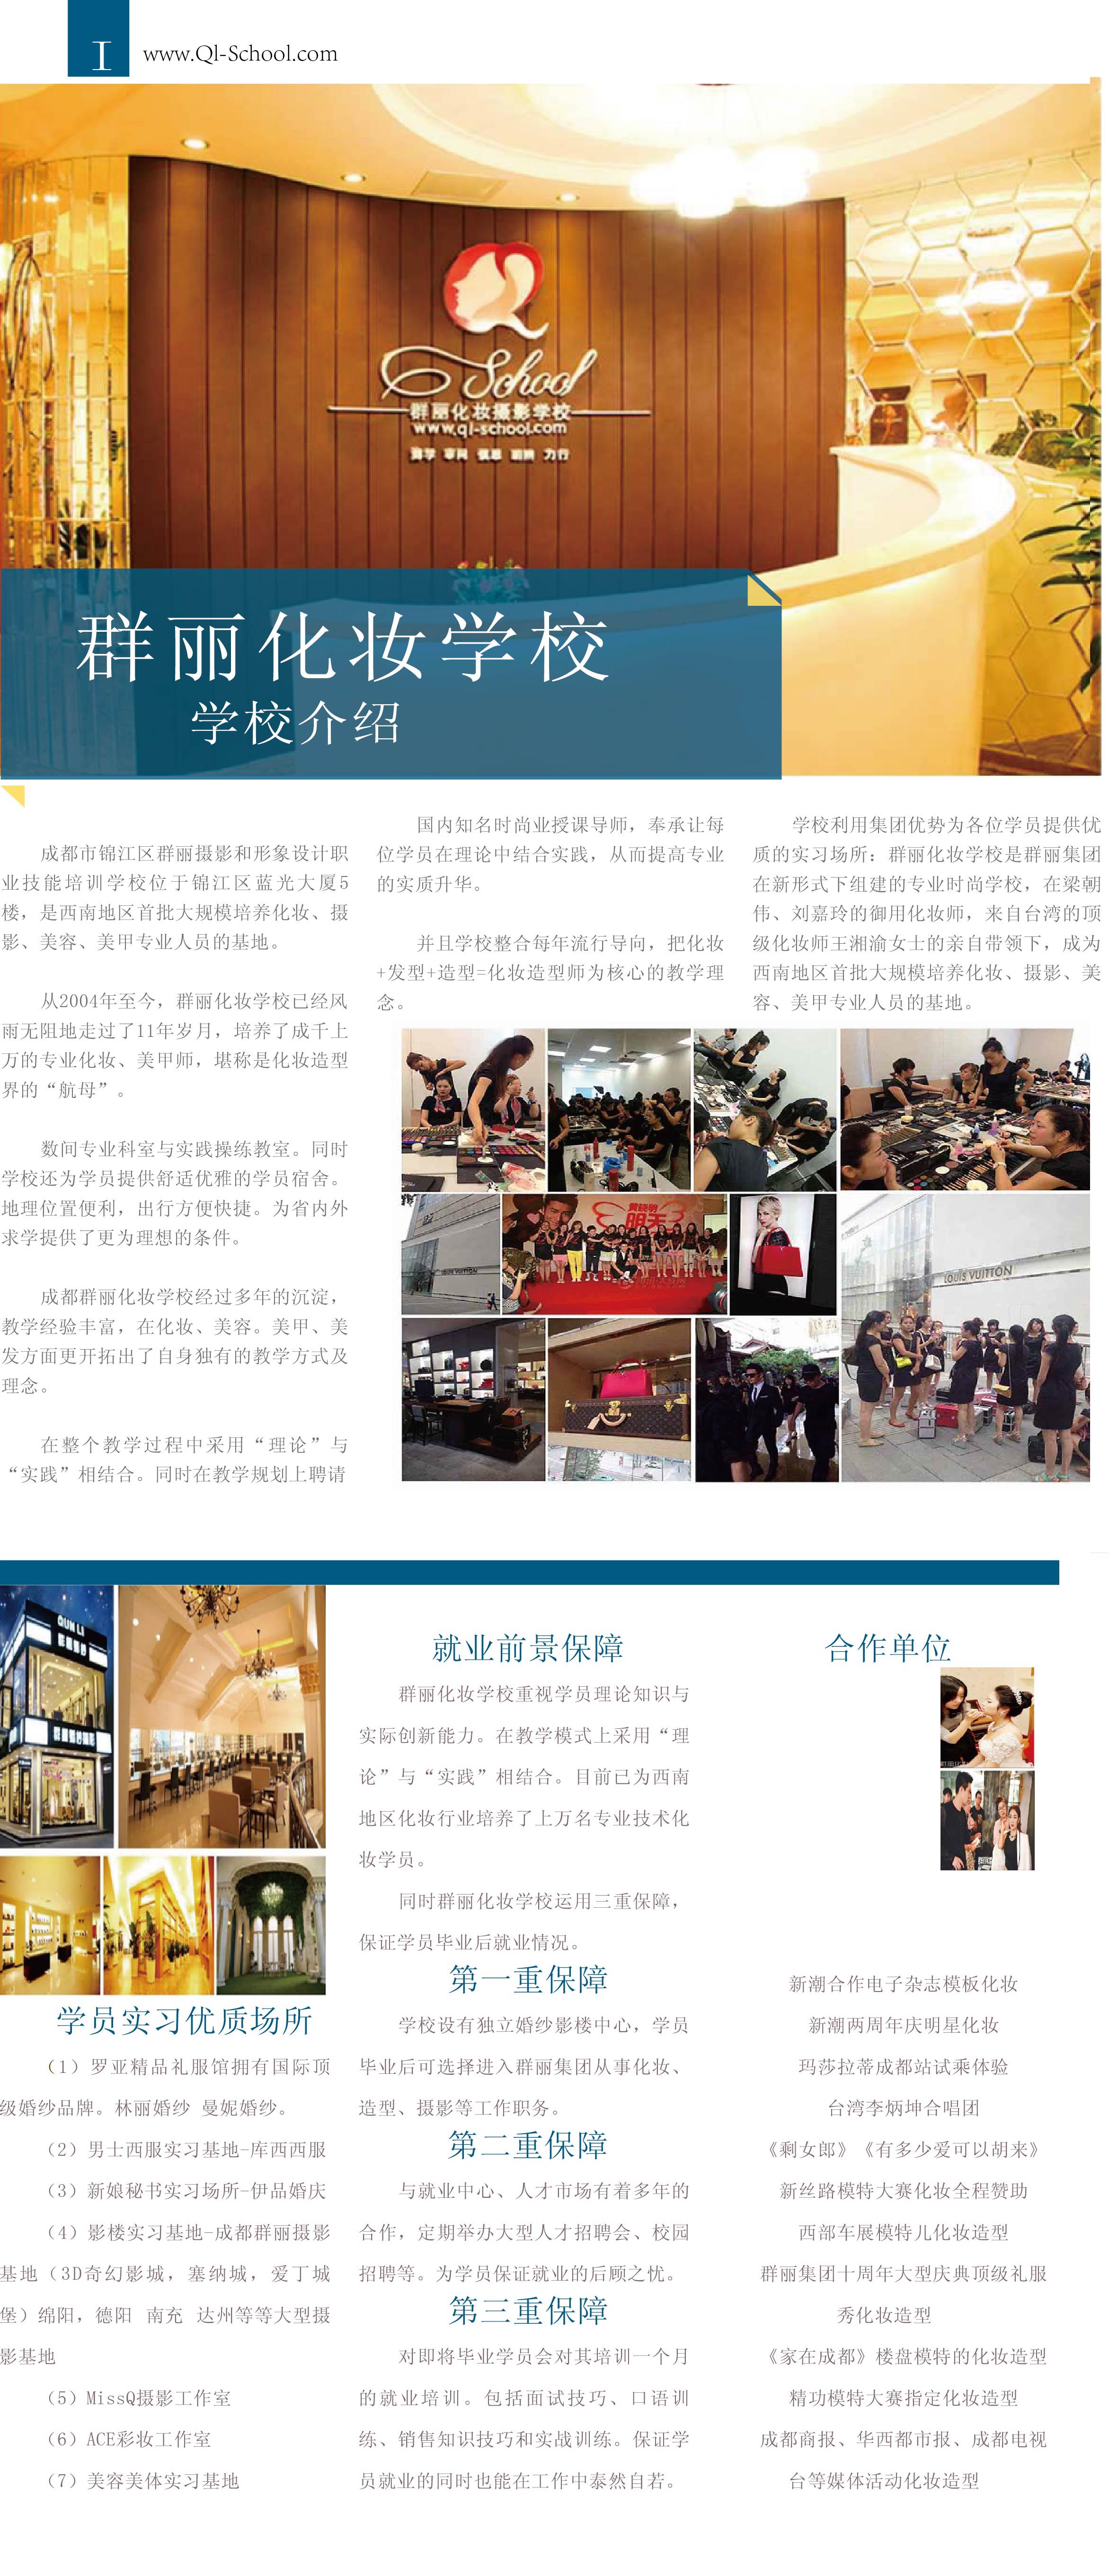 I
www.Ql-School.com
School
群丽化妆摄影学校
www.ql-school.com
力行
群丽化妆学校
学校介绍
成都市锦江区群丽摄影和形象设计职
业技能培训学校位于锦江区蓝光大厦5
楼，是西南地区首批大规模培养化妆、摄
影、美容、美甲专业人员的基地。
从2004年至今，群丽化妆学校已经风
雨无阻地走过了11年岁月，培养了成千上
万的专业化妆、美甲师，堪称是化妆造型
界的“航母”。
数间专业科室与实践操练教室。同时
学校还为学员提供舒适优雅的学员宿舍。
地理位置便利，出行方便快捷。为省内外
求学提供了更为理想的条件。
成都群丽化妆学校经过多年的沉淀，
教学经验丰富，在化妆、美容。美甲、美
发方面更开拓出了自身独有的教学方式及
理念。
在整个教学过程中采用“理论”与
“实践”相结合。同时在教学规划上聘请
国内知名时尚业授课导师，奉承让每
位学员在理论中结合实践，从而提高专业
的实质升华。
并且学校整合每年流行导向，把化妆
+发型+造型=化妆造型师为核心的教学理
念。
学校利用集团优势为各位学员提供优
质的实习场所：群丽化妆学校是群丽集团
在新形式下组建的专业时尚学校，在梁朝
伟、刘嘉玲的御用化妆师，来自台湾的顶
级化妆师王湘渝女士的亲自带领下，成为
西南地区首批大规模培养化妆、摄影、美
容、美甲专业人员的基地。
LOUIS VUITTON
黄晓明
明天
LOUIS VUITTON
QUN LI
学员实习优质场所
（1）罗亚精品礼服馆拥有国际顶
级婚纱品牌。林丽婚纱 曼妮婚纱。
（2）男士西服实习基地-库西西服
（3）新娘秘书实习场所-伊品婚庆
（4）影楼实习基地-成都群丽摄影
基地（3D奇幻影城，塞纳城，爱丁城
堡）绵阳，德阳 南充 达州等等大型摄
影基地
（5）MissQ摄影工作室
（6）ACE彩妆工作室
（7）美容美体实习基地
就业前景保障
群丽化妆学校重视学员理论知识与
实际创新能力。在教学模式上采用“理
论”与“实践”相结合。目前已为西南
地区化妆行业培养了上万名专业技术化
妆学员。
同时群丽化妆学校运用三重保障，
保证学员毕业后就业情况。
第一重保障
学校设有独立婚纱影楼中心，学员
毕业后可选择进入群丽集团从事化妆、
造型、摄影等工作职务。
第二重保障
与就业中心、人才市场有着多年的
合作，定期举办大型人才招聘会、校园
招聘等。为学员保证就业的后顾之忧。
第三重保障
对即将毕业学员会对其培训一个月
的就业培训。包括面试技巧、口语训
练、销售知识技巧和实战训练。保证学
员就业的同时也能在工作中泰然自若。
合作单位
新潮合作电子杂志模板化妆
新潮两周年庆明星化妆
玛莎拉蒂成都站试乘体验
台湾李炳坤合唱团
《剩女郎》《有多少爱可以胡来》
新丝路模特大赛化妆全程赞助
西部车展模特儿化妆造型
群丽集团十周年大型庆典顶级礼服
秀化妆造型
《家在成都》楼盘模特的化妆造型
精功模特大赛指定化妆造型
成都商报、华西都市报、成都电视
台等媒体活动化妆造型